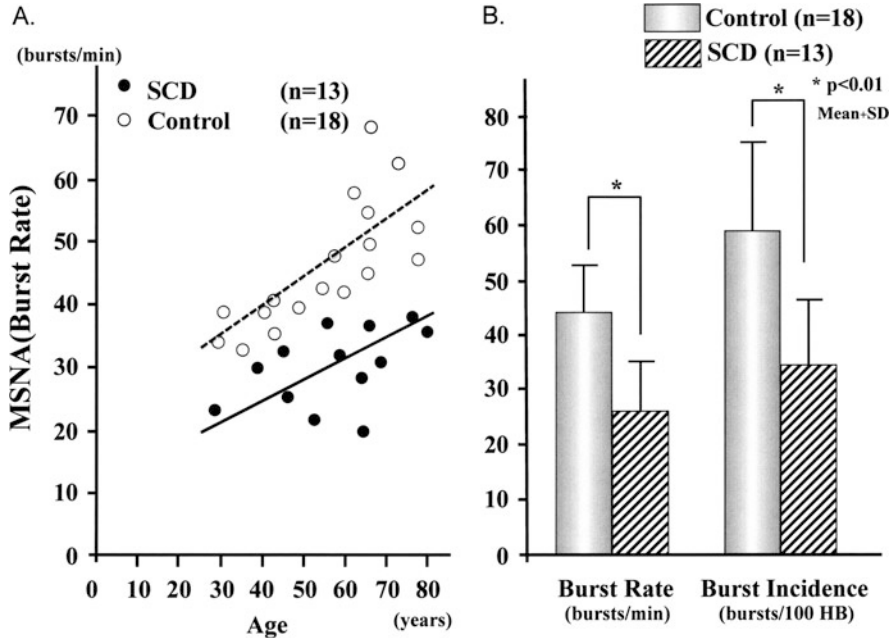 A.
(bursts/min)
MSNA(Burst Rate)
70
60
50
40
30
20
10
0
● SCD (n=13)
○ Control (n=18)
0 10 20 30 40 50 60 70 80
Age (years)
B.
Control (n=18)
SCD (n=13)
* p<0.01
Mean+SD
80
70
60
50
40
30
20
10
0
*
*
Burst Rate
(bursts/min)
Burst Incidence
(bursts/100 HB)